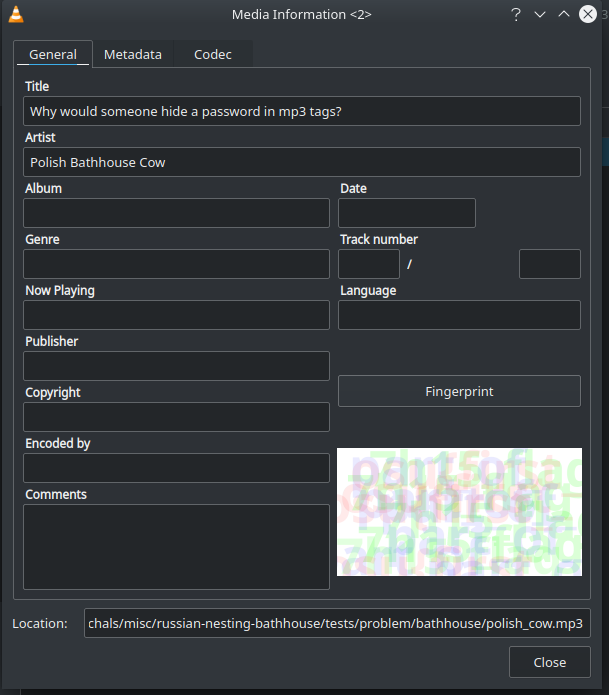 Media Information <2>
General Metadata Codec
Title
Why would someone hide a password in mp3 tags?
Artist
Polish Bathhouse Cow
Album Date
Genre Track number
/
Now Playing Language
Publisher
Fingerprint
Copyright
Encoded by
Comments
Location: chals/misc/russian-nesting-bathhouse/tests/problem/bathhouse/polish_cow.mp3
Close